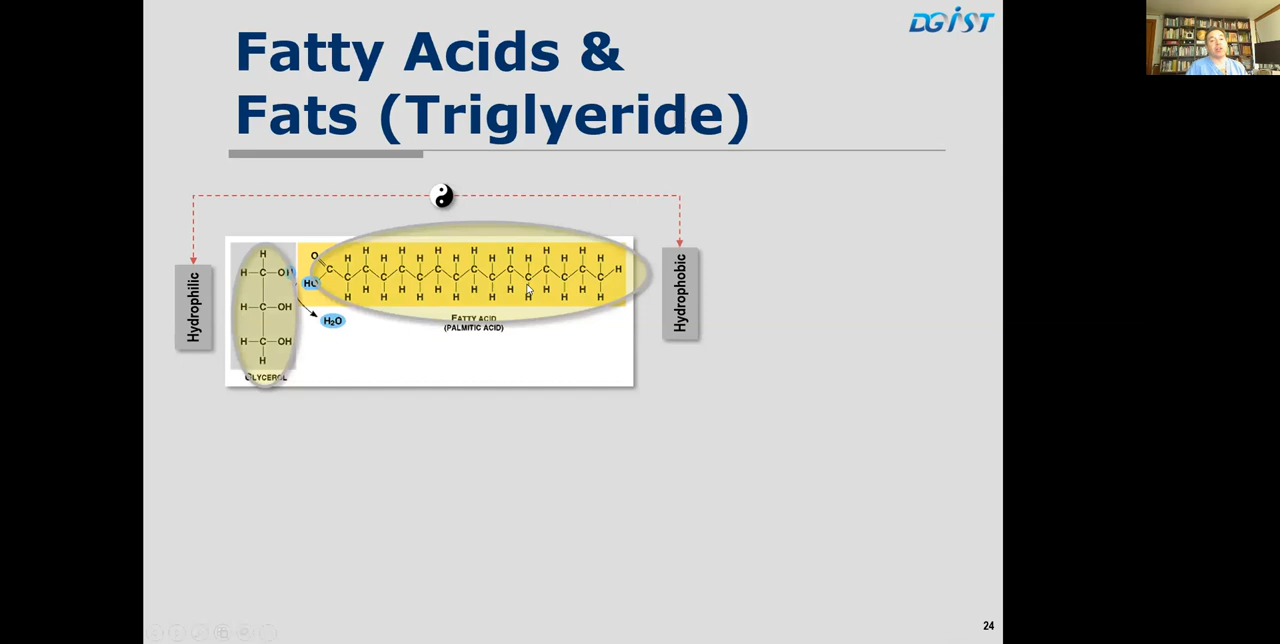 DGIST
Fatty Acids &
Fats (Triglyeride)
Hydrophilic
Hydrophobic
H
H H H H H H H
O H H H H H H H H
H C OH C C C C C C C C C C C C C C C C H
HO H H H H H H H
H H H H H H H H
H C OH
H2O
FATTY ACID
(PALMITIC ACID)
H C OH
H
GLYCEROL
24